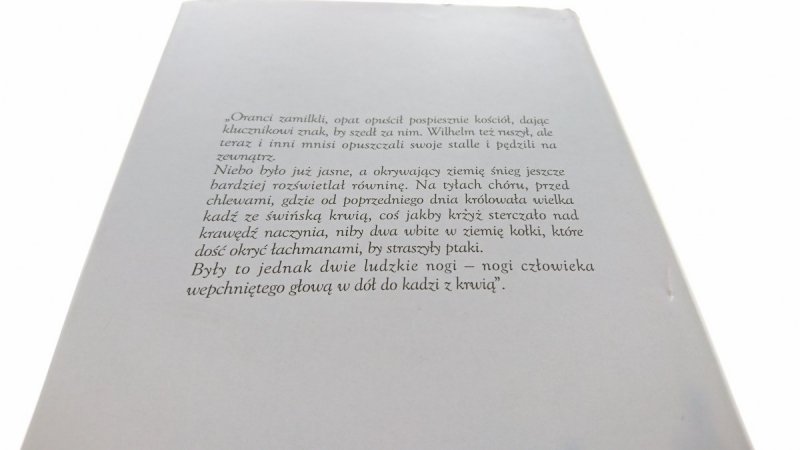 „Oranci zamilkli, opat opuścił pospiesznie kościół, dając
klucznikowi znak, by szedł za nim. Wilhelm też ruszył, ale
teraz i inni mnisi opuszczali swoje stalle i pędzili na
zewnątrz.
Niebo było już jasne, a okrywający ziemię śnieg jeszcze
bardziej rozświetlał równinę. Na tyłach chóru, przed
chlewami, gdzie od poprzedniego dnia królowała wielka
kadź ze świńską krwią, coś jakby krzyż sterczało nad
krawędź naczynia, niby dwa wbite w ziemię kołki, które
dość okryć łachmanami, by straszyły ptaki.
Były to jednak dwie ludzkie nogi – nogi człowieka
wepchniętego głową w dół do kadzi z krwią”.